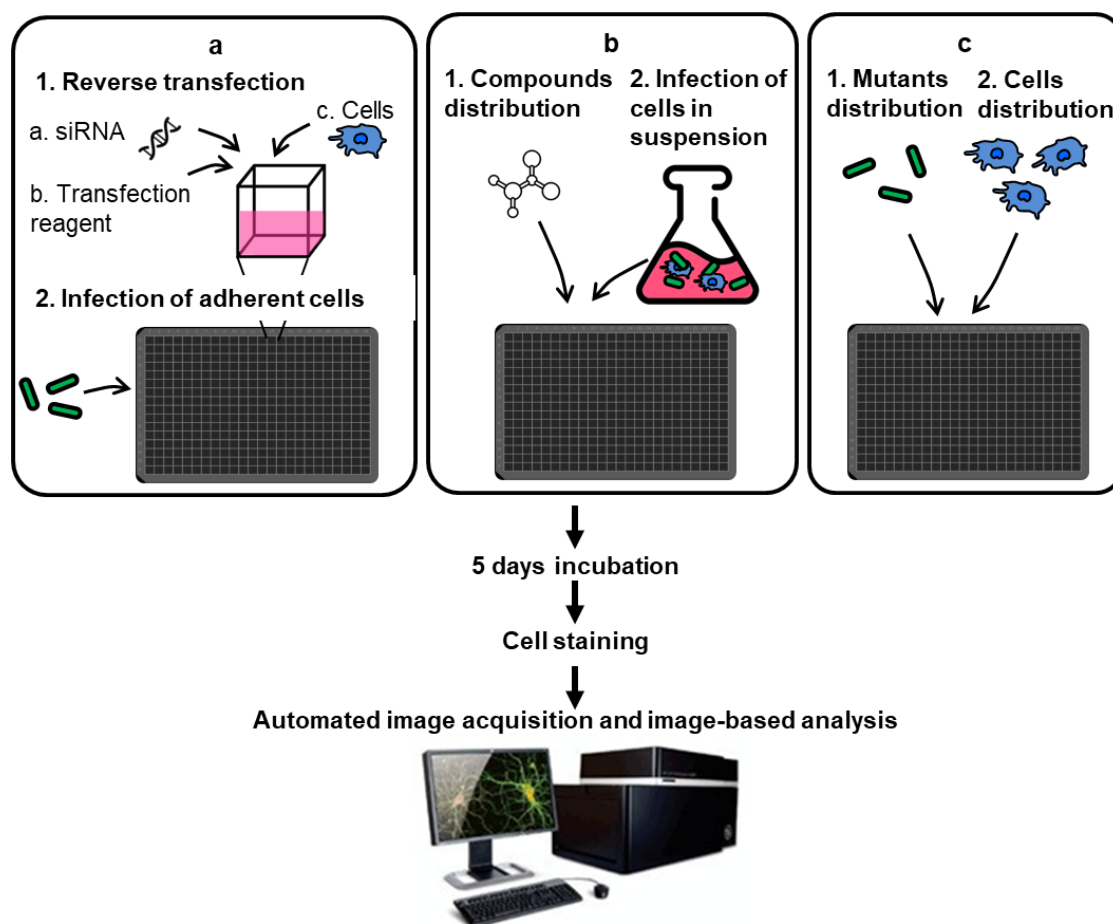 a
1. Reverse transfection
a. siRNA
c. Cells
b. Transfection
reagent
2. Infection of adherent cells
b
1. Compounds
distribution
2. Infection of
cells in
suspension
c
1. Mutants
distribution
2. Cells
distribution
5 days incubation
Cell staining
Automated image acquisition and image-based analysis